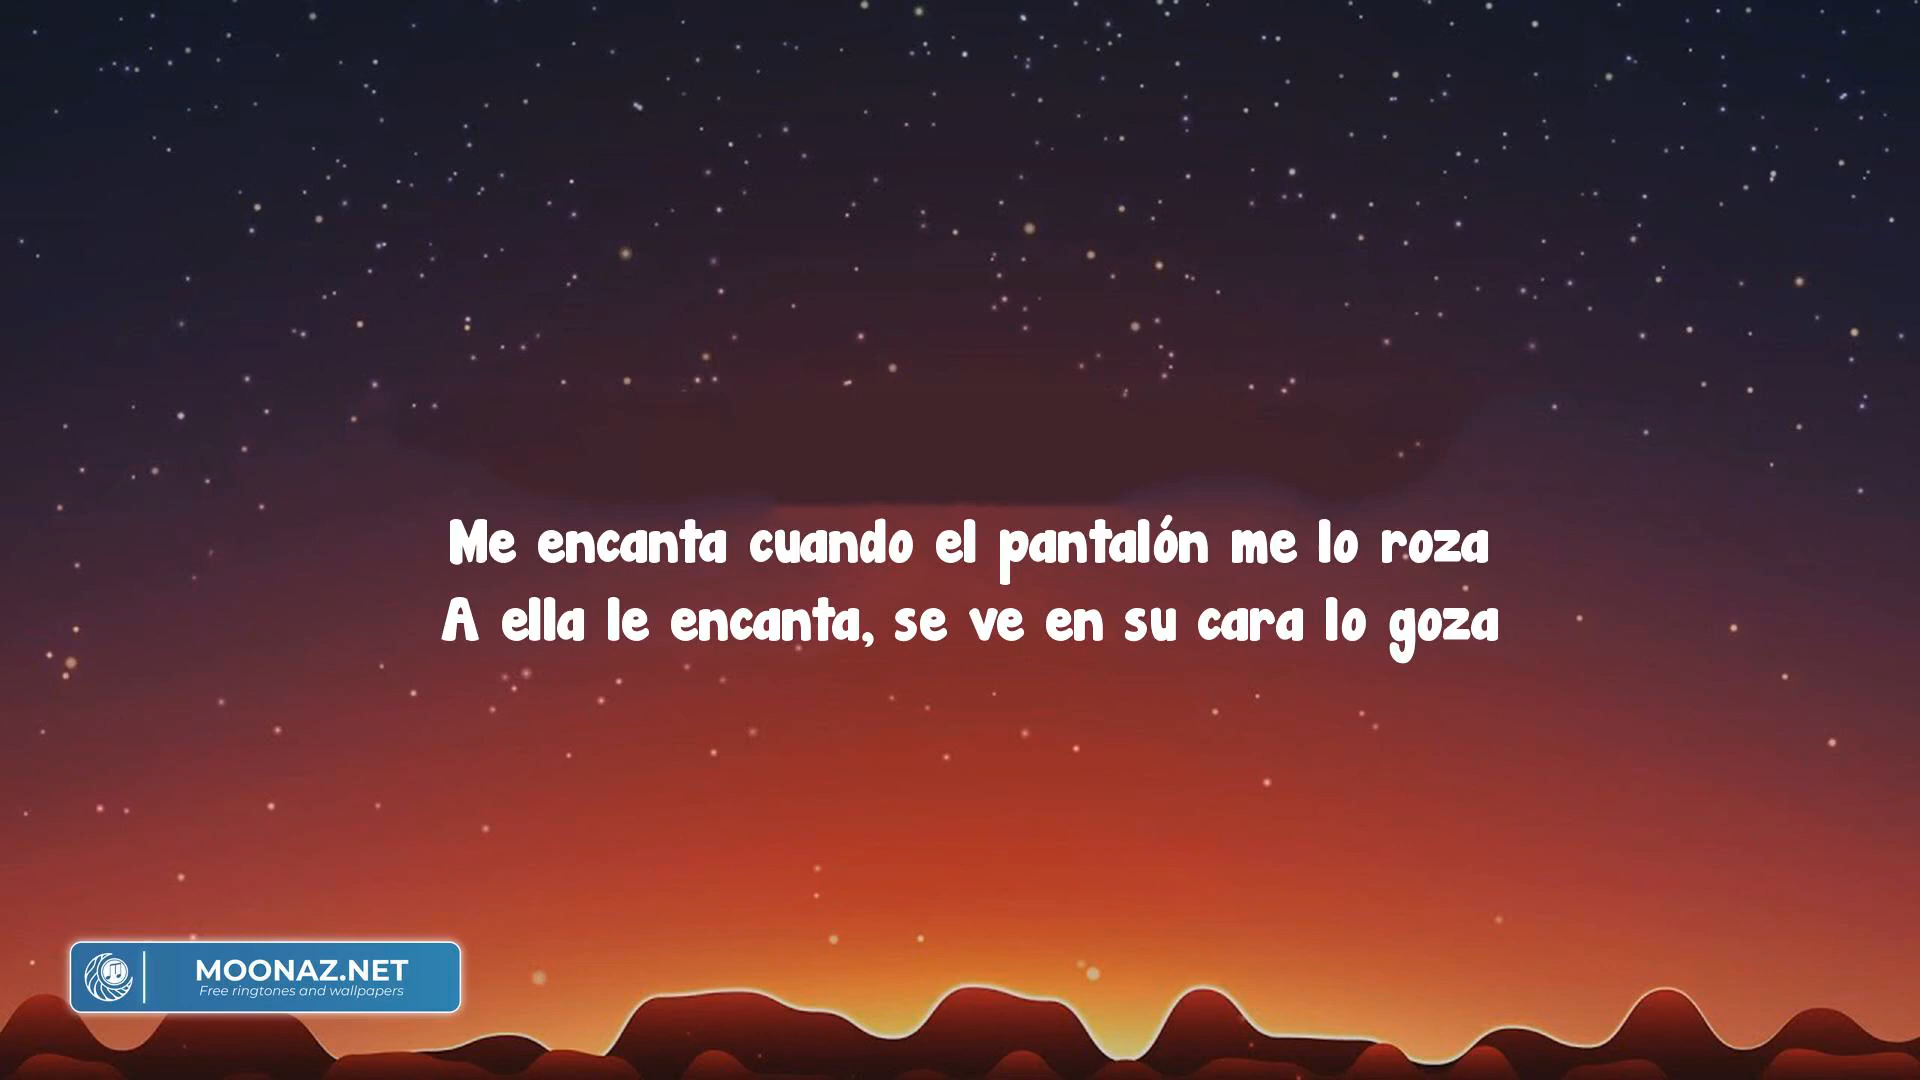 Me encanta cuando el pantalón me lo roza
A ella le encanta, se ve en su cara lo goza
MOONAZ.NET
Free ringtones and wallpapers